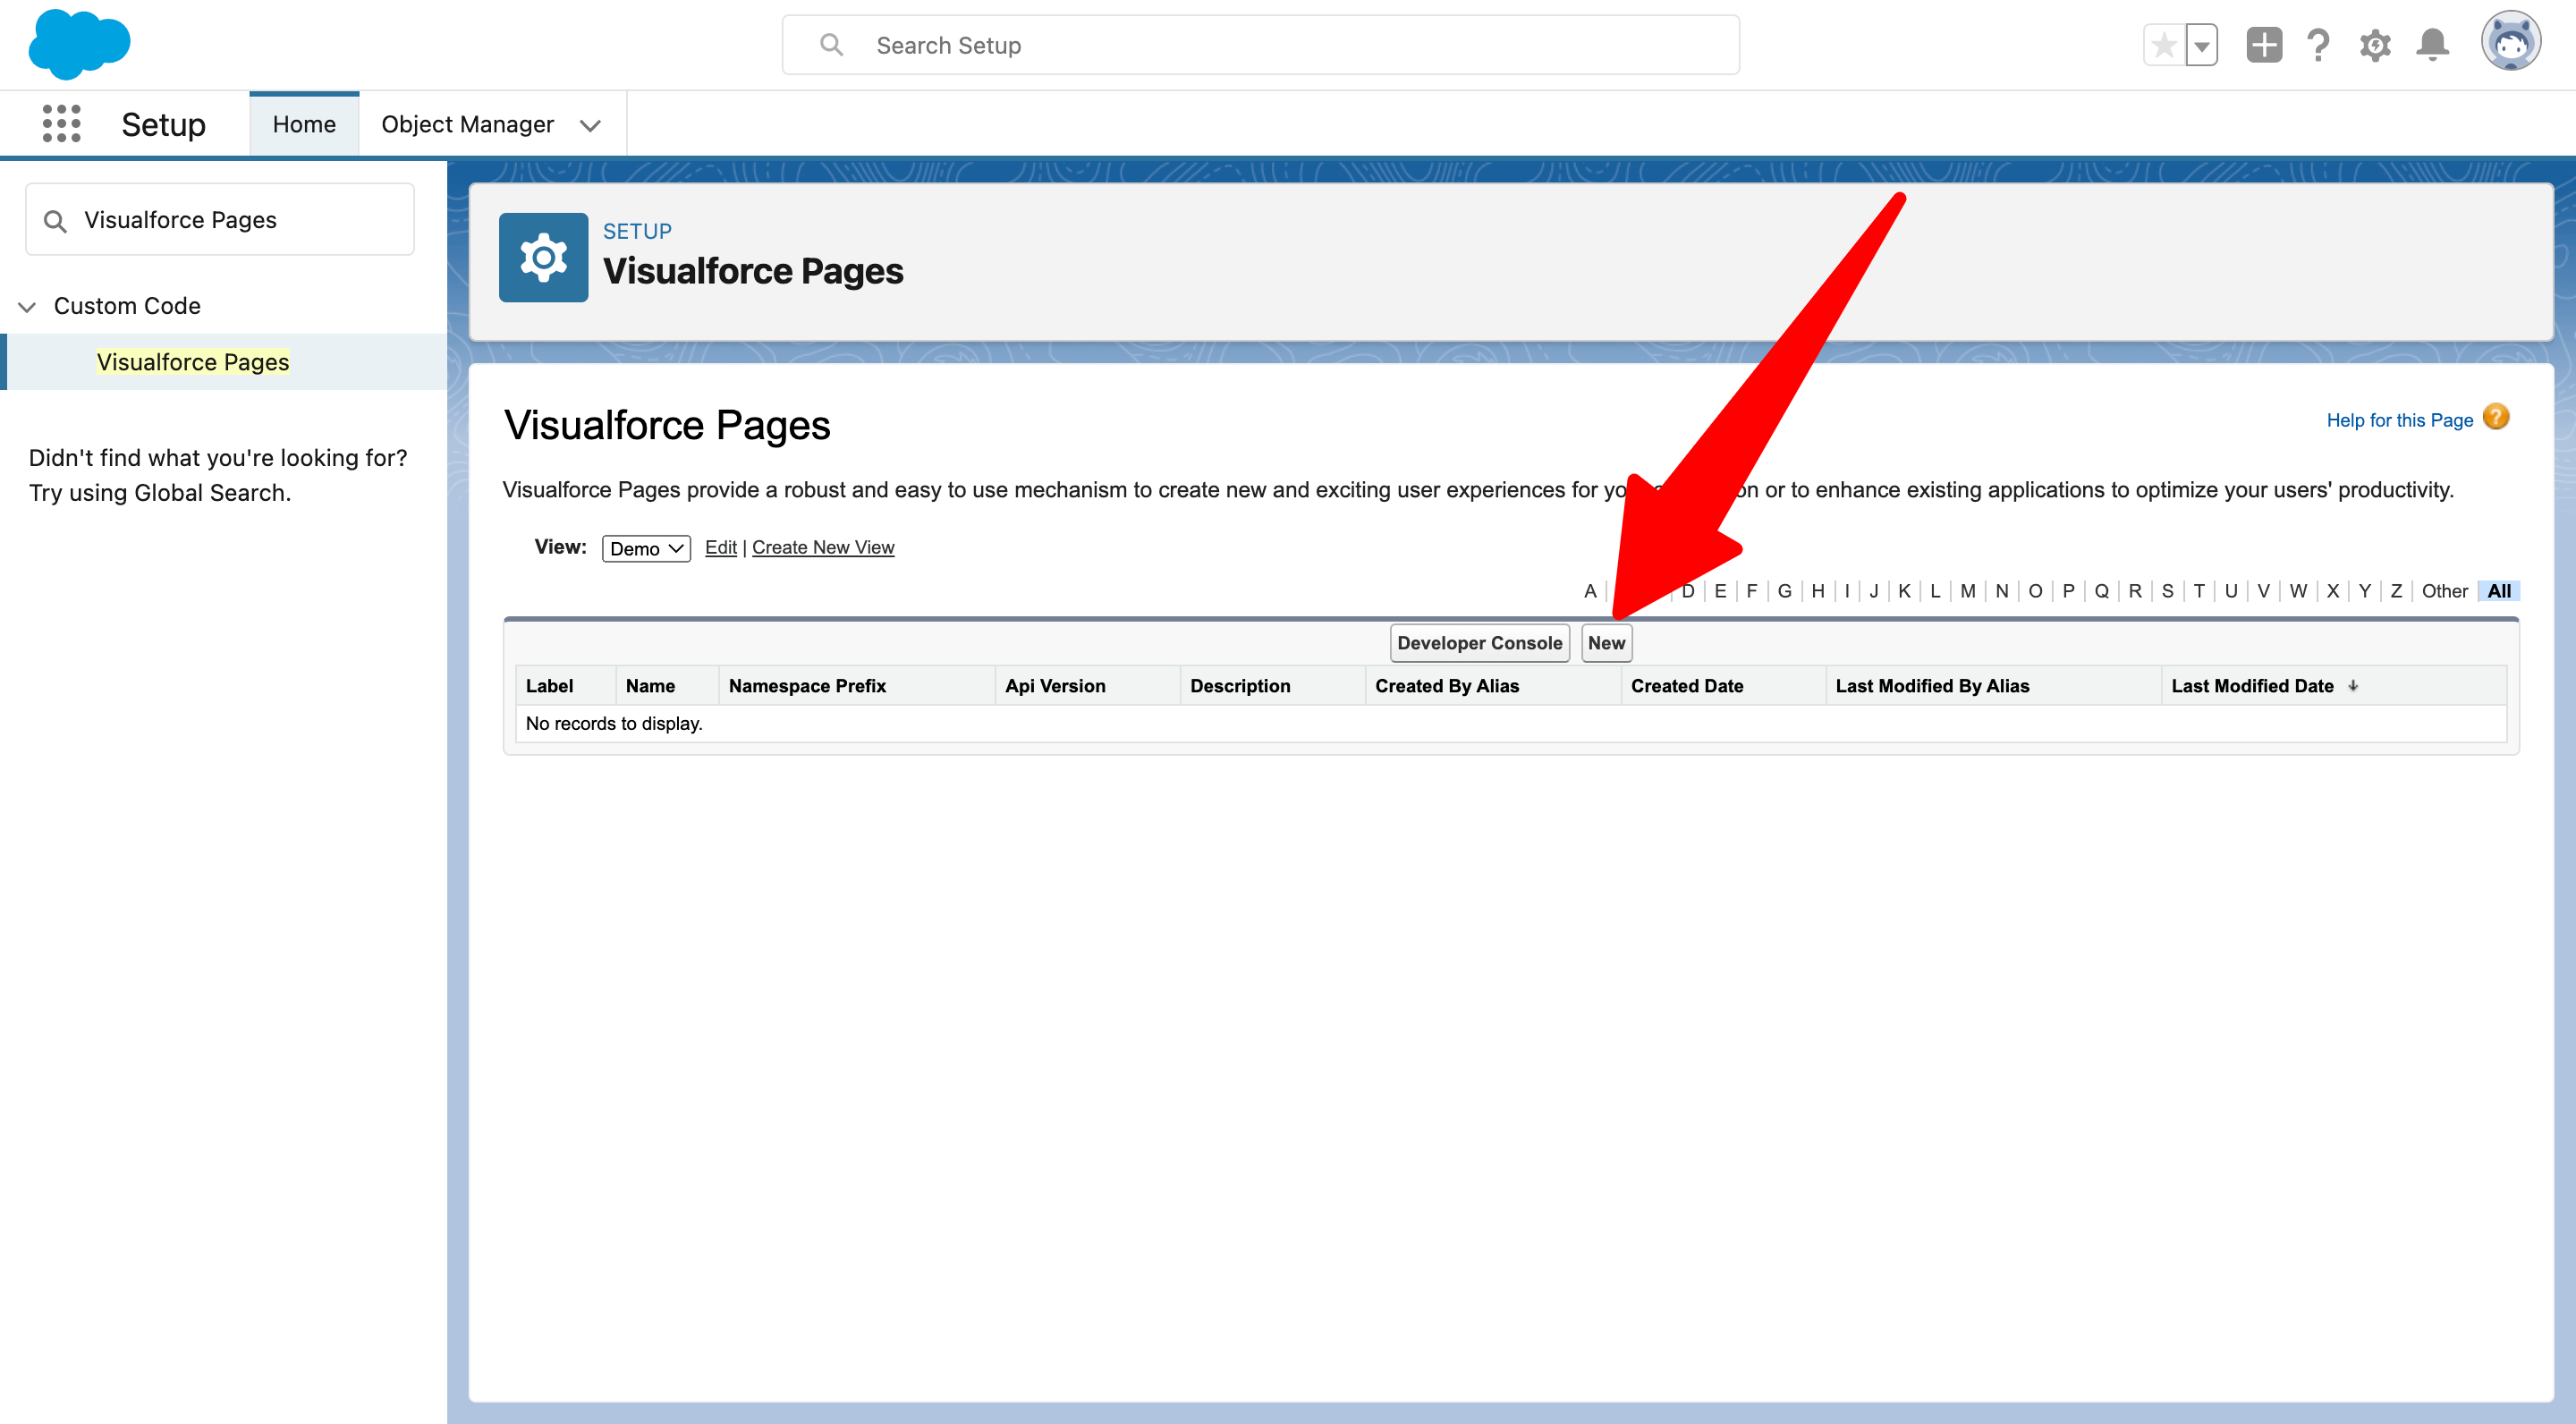 Search Setup
Setup
Home
Object Manager
Visualforce Pages
Custom Code
Visualforce Pages
Didn't find what you're looking for?
Try using Global Search.
SETUP
Visualforce Pages
Visualforce Pages
Help for this Page ?
Visualforce Pages provide a robust and easy to use mechanism to create new and exciting user experiences for or to enhance existing applications to optimize your users' productivity.
View: Demo Edit | Create New View
A | D | E | F | G | H | I | J | K | L | M | N | O | P | Q | R | S | T | U | V | W | X | Y | Z | Other | All
Developer Console New
Label Name Namespace Prefix Api Version Description Created By Alias Created Date Last Modified By Alias Last Modified Date ↓
No records to display.